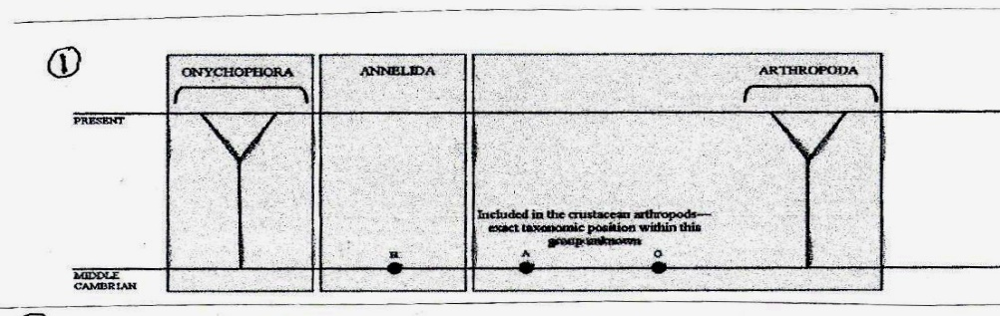 1
ONYCHOPHORA
ANNELIDA
ARTHROPODA
PRESENT
Included in the crustacean arthropods—
exact taxonomic position within this
group unknown
H
A
O
MIDDLE
CAMBRIAN